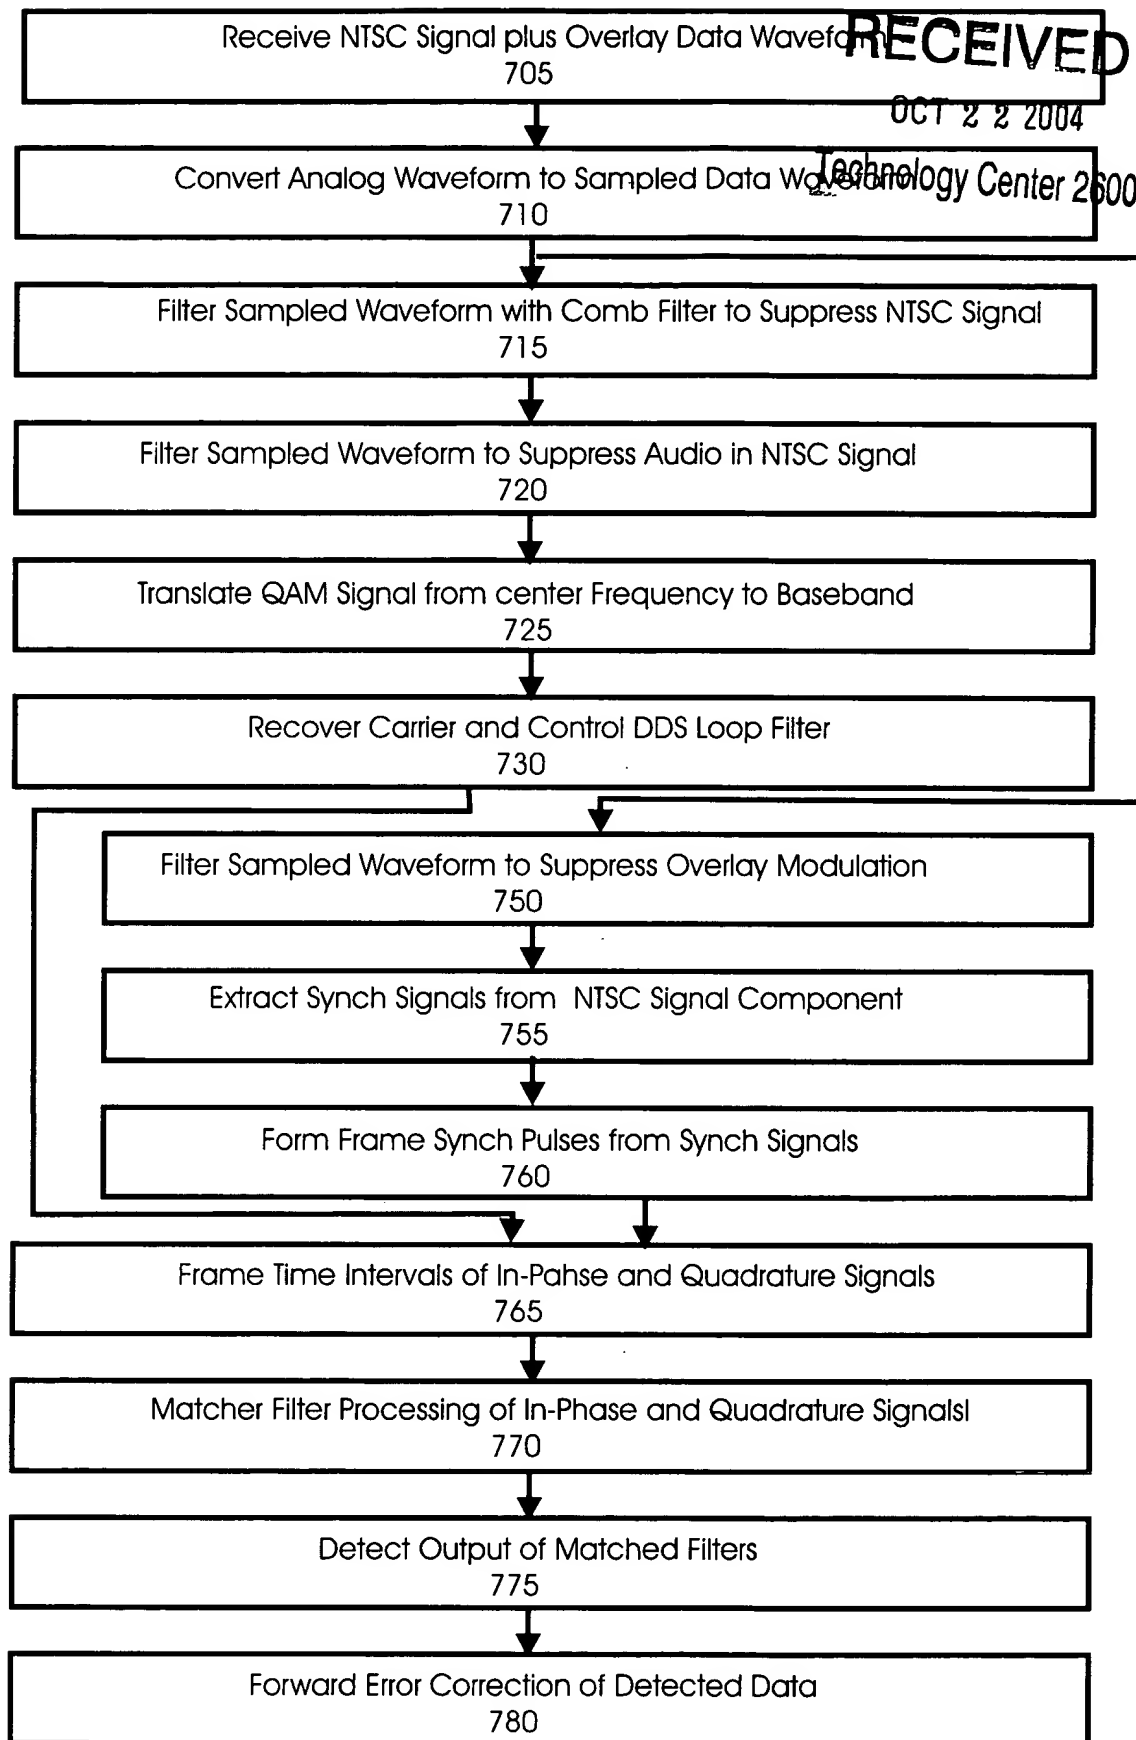 Receive NTSC Signal plus Overlay Data Waveform
705
RECEIVED
OCT 2 2 2004
Technology Center 2600
Convert Analog Waveform to Sampled Data Waveform
710
Filter Sampled Waveform with Comb Filter to Suppress NTSC Signal
715
Filter Sampled Waveform to Suppress Audio in NTSC Signal
720
Translate QAM Signal from center Frequency to Baseband
725
Recover Carrier and Control DDS Loop Filter
730
Filter Sampled Waveform to Suppress Overlay Modulation
750
Extract Synch Signals from NTSC Signal Component
755
Form Frame Synch Pulses from Synch Signals
760
Frame Time Intervals of In-Pahse and Quadrature Signals
765
Matcher Filter Processing of In-Phase and Quadrature Signalsl
770
Detect Output of Matched Filters
775
Forward Error Correction of Detected Data
780